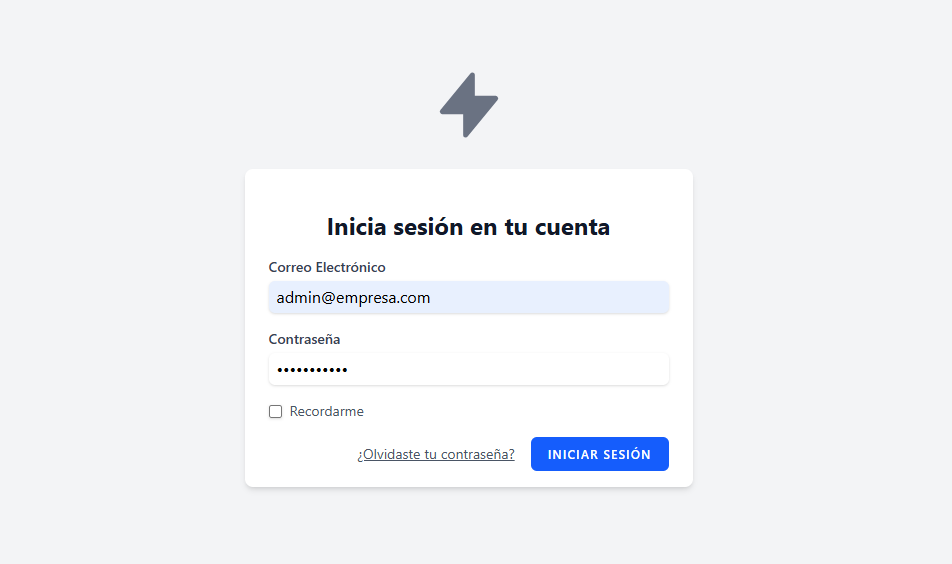 Inicia sesión en tu cuenta
Correo Electrónico
admin@empresa.com
Contraseña
•••••••••••
Recordarme
¿Olvidaste tu contraseña? INICIAR SESIÓN